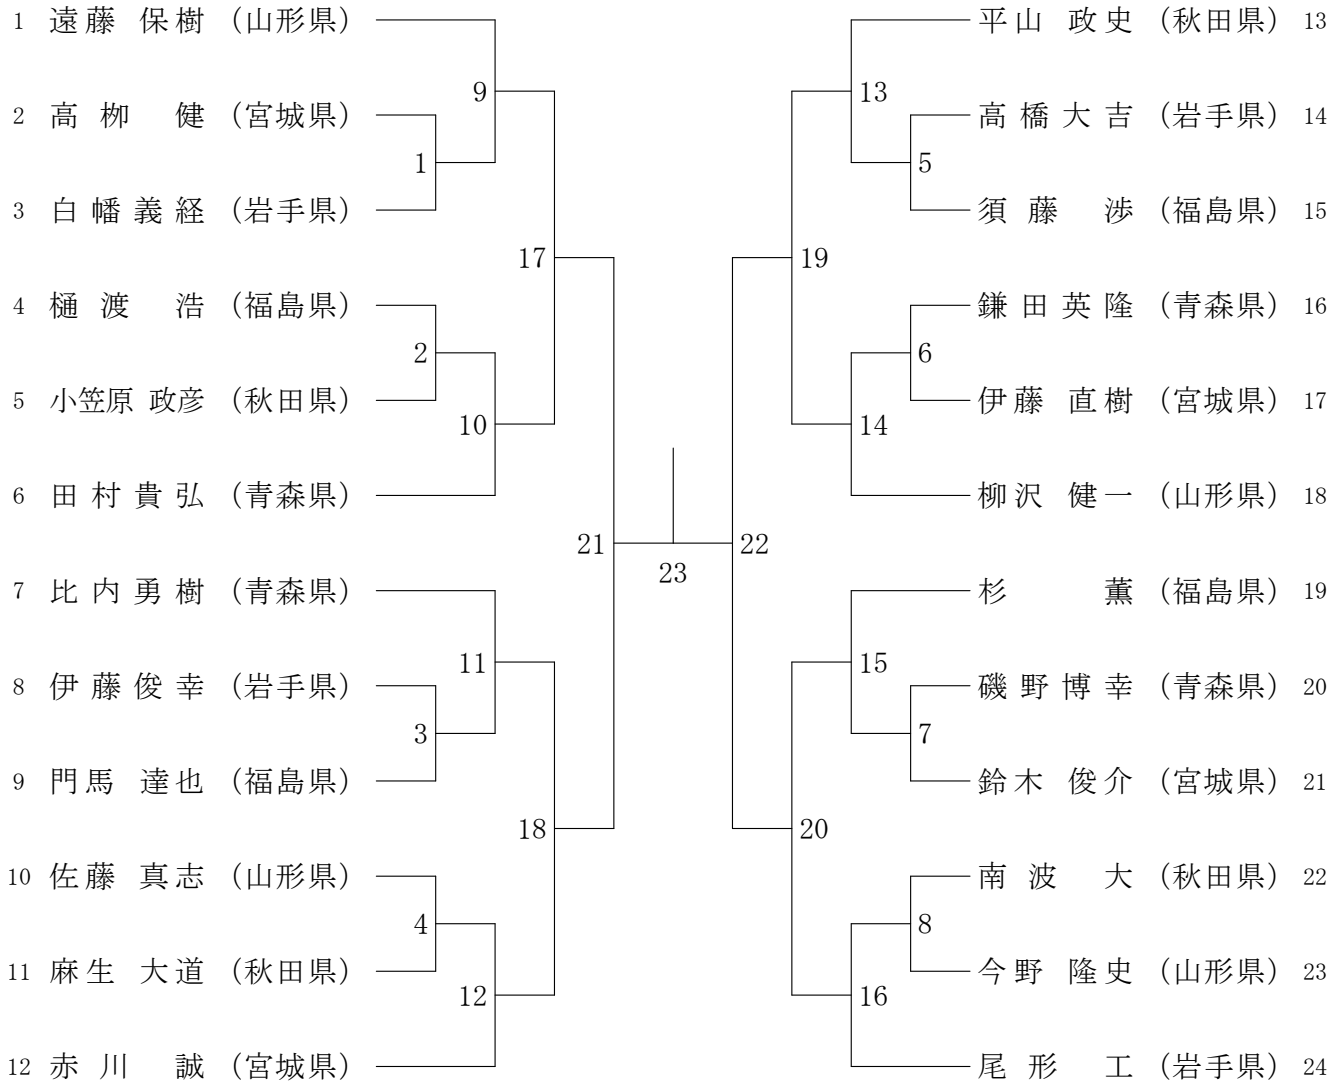 1 遠藤 保樹 (山形県)
2 高栁 健 (宮城県)
3 白幡義経 (岩手県)
4 樋渡 浩 (福島県)
5 小笠原 政彦 (秋田県)
6 田村貴弘 (青森県)
7 比内勇樹 (青森県)
8 伊藤俊幸 (岩手県)
9 門馬 達也 (福島県)
10 佐藤 真志 (山形県)
11 麻生 大道 (秋田県)
12 赤川 誠 (宮城県)
9
1
17
2
10
21
11
3
18
4
12
23
13
5
19
6
14
22
15
7
20
8
16
平山 政史 (秋田県) 13
高橋大吉 (岩手県) 14
須藤 渉 (福島県) 15
鎌田英隆 (青森県) 16
伊藤 直樹 (宮城県) 17
柳沢 健一 (山形県) 18
杉 薫 (福島県) 19
磯野博幸 (青森県) 20
鈴木 俊介 (宮城県) 21
南波 大 (秋田県) 22
今野 隆史 (山形県) 23
尾形 工 (岩手県) 24